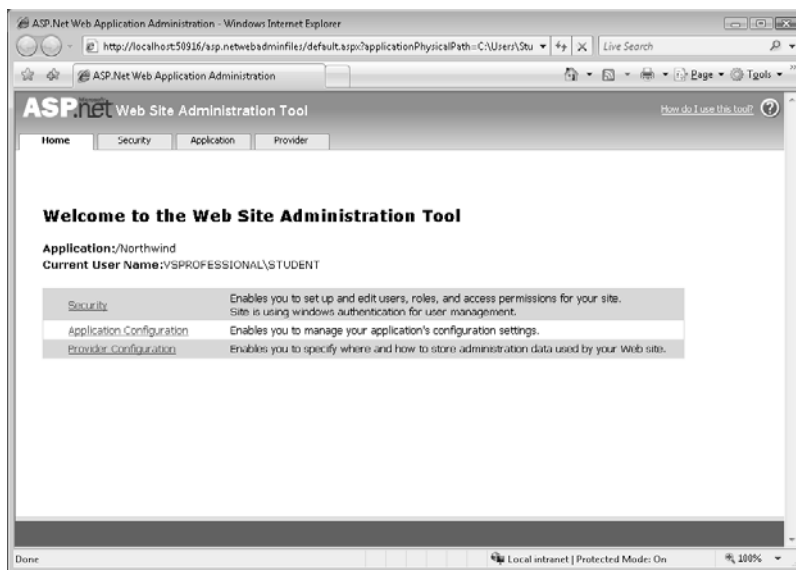 ASP.Net Web Application Administration - Windows Internet Explorer
http://localhost:50916/asp.netwebadminfiles/default.aspx?applicationPhysicalPath=C:\Users\Stu
Live Search
ASP.Net Web Application Administration
Page
Tools
Microsoft
ASP.net Web Site Administration Tool
How do I use this tool? ?
Home Security Application Provider
Welcome to the Web Site Administration Tool
Application:/Northwind
Current User Name:VSPROFESSIONAL\STUDENT
Security Enables you to set up and edit users, roles, and access permissions for your site.
Site is using windows authentication for user management.
Application Configuration Enables you to manage your application's configuration settings.
Provider Configuration Enables you to specify where and how to store administration data used by your Web site.
Done Local intranet | Protected Mode: On 100%